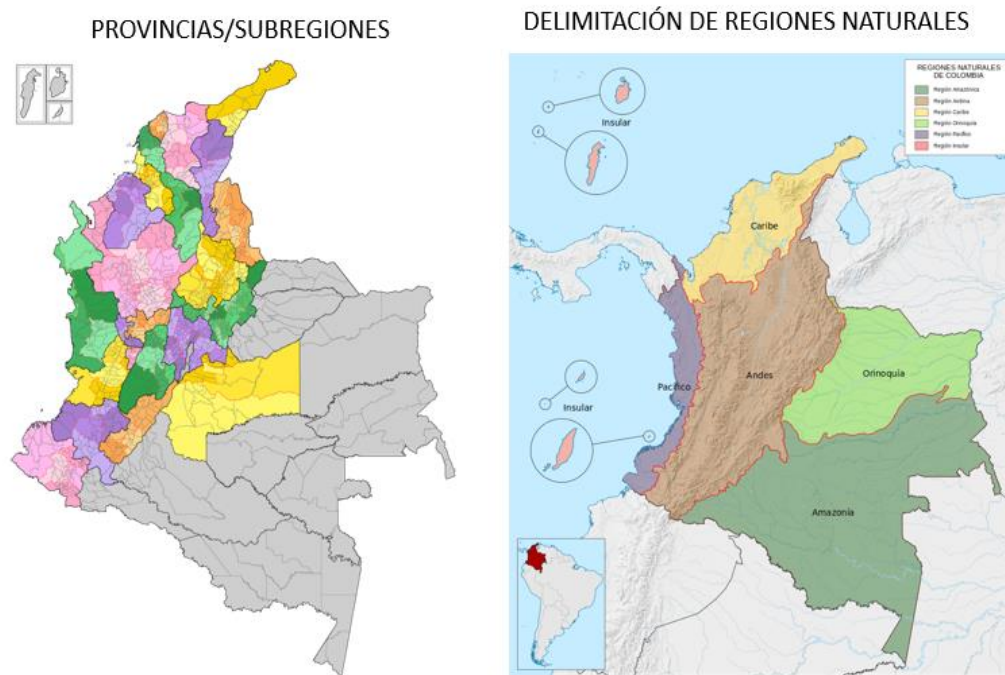 PROVINCIAS/SUBREGIONES
DELIMITACIÓN DE REGIONES NATURALES
REGIONES NATURALES
DE COLOMBIA
Región Amazónica
Región Andina
Región Caribe
Región Orinoquía
Región Pacífico
Región Insular
Insular
Caribe
Pacífico
Andes
Orinoquía
Insular
Amazonía